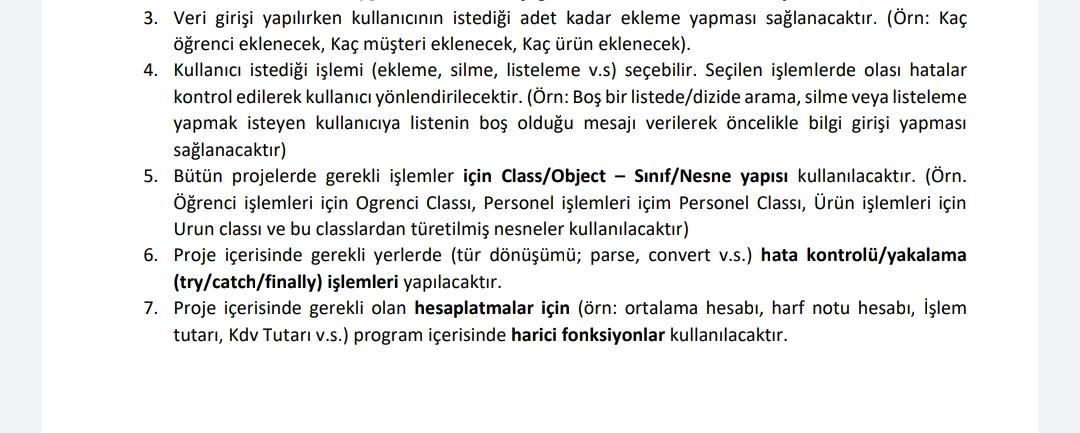 3. Veri girişi yapılırken kullanıcının istediği adet kadar ekleme yapması sağlanacaktır. (Örn: Kaç
öğrenci eklenecek, Kaç müşteri eklenecek, Kaç ürün eklenecek).
4. Kullanıcı istediği işlemi (ekleme, silme, listeleme v.s) seçebilir. Seçilen işlemlerde olası hatalar
kontrol edilerek kullanıcı yönlendirilecektir. (Örn: Boş bir listede/dizide arama, silme veya listeleme
yapmak isteyen kullanıcıya listenin boş olduğu mesajı verilerek öncelikle bilgi girişi yapması
sağlanacaktır)
5. Bütün projelerde gerekli işlemler için Class/Object – Sınıf/Nesne yapısı kullanılacaktır. (Örn.
Öğrenci işlemleri için Ogrenci Classı, Personel işlemleri içim Personel Classı, Ürün işlemleri için
Urun classı ve bu classlardan türetilmiş nesneler kullanılacaktır)
6. Proje içerisinde gerekli yerlerde (tür dönüşümü; parse, convert v.s.) hata kontrolü/yakalama
(try/catch/finally) işlemleri yapılacaktır.
7. Proje içerisinde gerekli olan hesaplatmalar için (örn: ortalama hesabı, harf notu hesabı, İşlem
tutarı, Kdv Tutarı v.s.) program içerisinde harici fonksiyonlar kullanılacaktır.